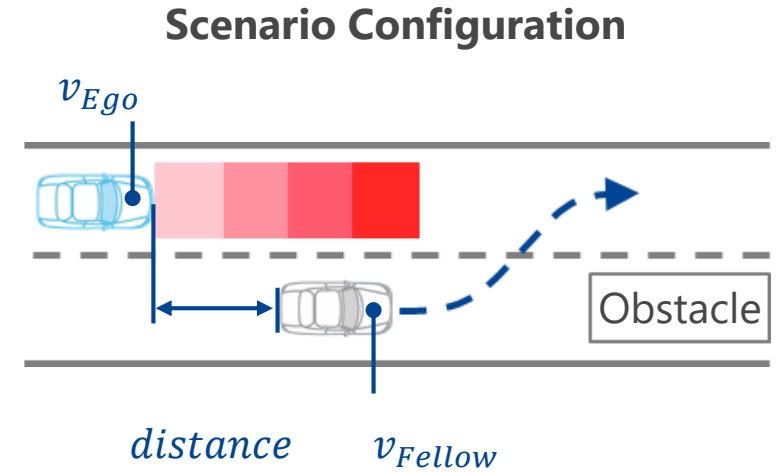 Scenario Configuration
v_Ego
Obstacle
distance
v_Fellow